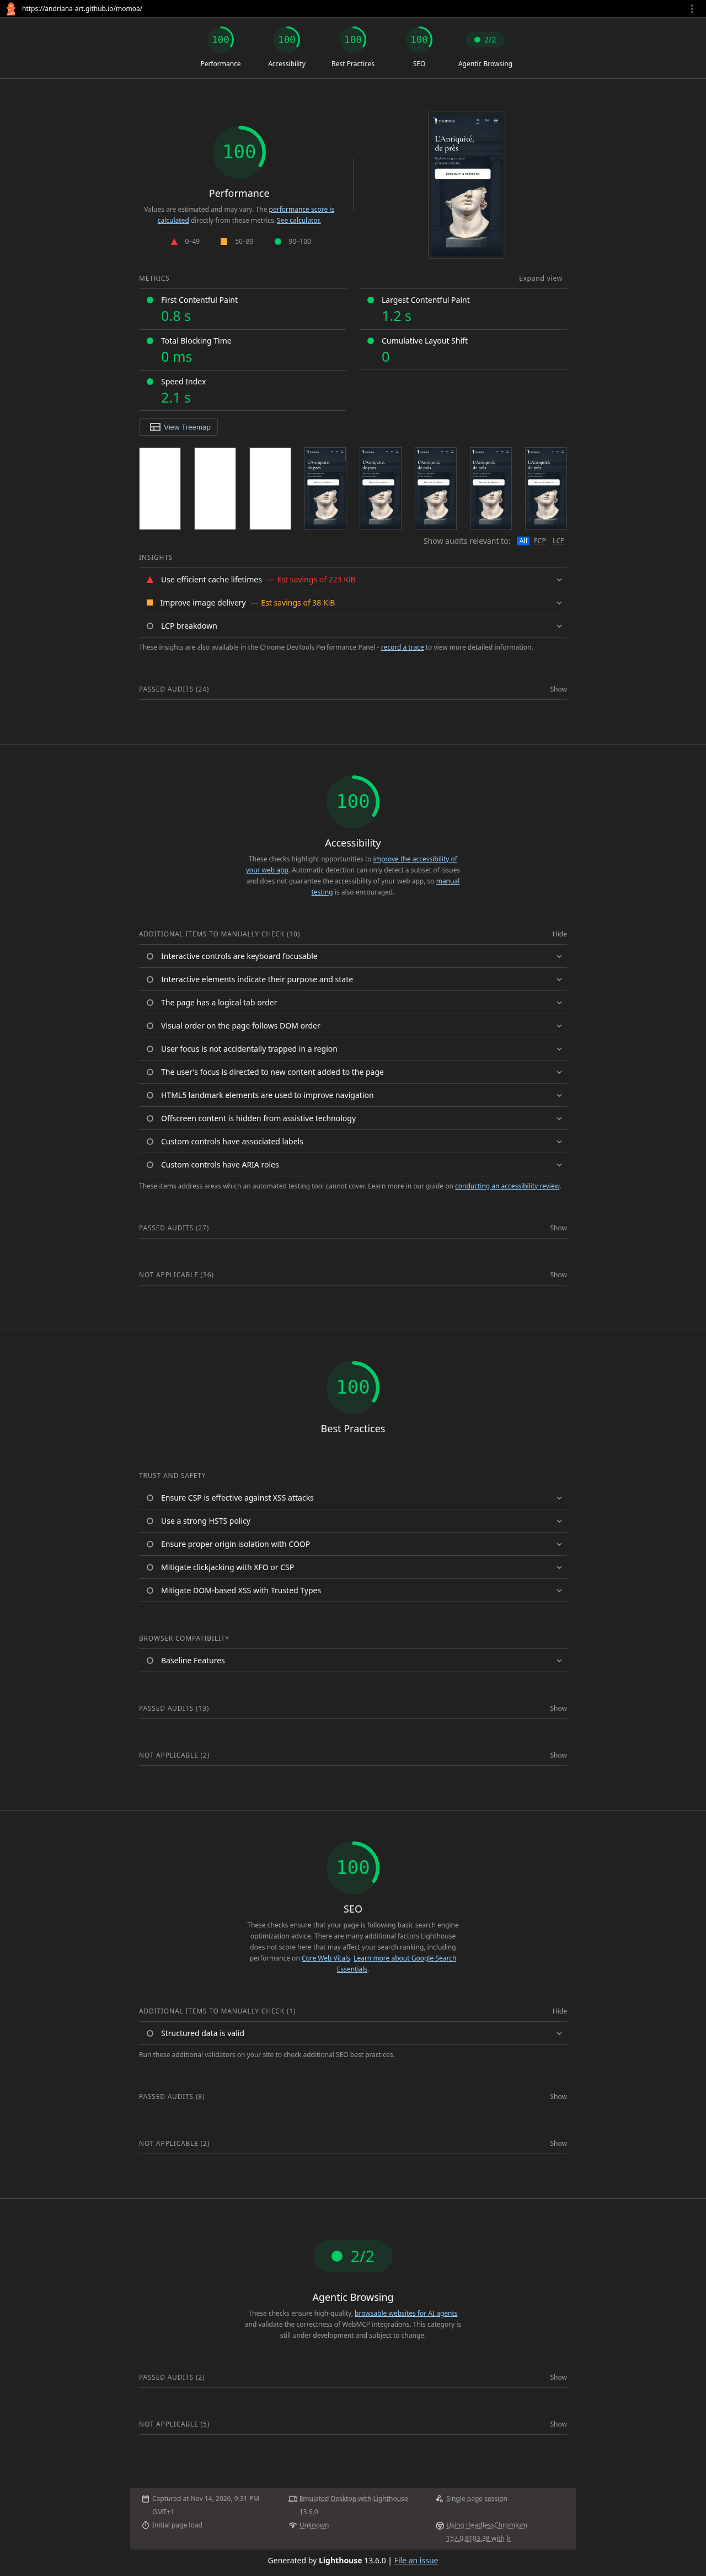 https://andriana-art.github.io/momoa/
100
100
100
100
2/2
Performance
Accessibility
Best Practices
SEO
Agentic Browsing
100
Performance
Values are estimated and may vary. The performance score is
calculated directly from these metrics. See calculator.
0–49
50–89
90–100
L'Antiquité,
de près
METRICS
Expand view
First Contentful Paint
0.8 s
Largest Contentful Paint
1.2 s
Total Blocking Time
0 ms
Cumulative Layout Shift
0
Speed Index
2.1 s
View Treemap
L'Antiquité,
de près
L'Antiquité,
de près
L'Antiquité,
de près
L'Antiquité,
de près
L'Antiquité,
de près
Show audits relevant to: All FCP LCP
INSIGHTS
Use efficient cache lifetimes — Est savings of 223 KiB
Improve image delivery — Est savings of 38 KiB
LCP breakdown
These insights are also available in the Chrome DevTools Performance Panel - record a trace to view more detailed information.
PASSED AUDITS (24)
Show
100
Accessibility
These checks highlight opportunities to improve the accessibility of
your web app. Automatic detection can only detect a subset of issues
and does not guarantee the accessibility of your web app, so manual
testing is also encouraged.
ADDITIONAL ITEMS TO MANUALLY CHECK (10)
Hide
Interactive controls are keyboard focusable
Interactive elements indicate their purpose and state
The page has a logical tab order
Visual order on the page follows DOM order
User focus is not accidentally trapped in a region
The user's focus is directed to new content added to the page
HTML5 landmark elements are used to improve navigation
Offscreen content is hidden from assistive technology
Custom controls have associated labels
Custom controls have ARIA roles
These items address areas which an automated testing tool cannot cover. Learn more in our guide on conducting an accessibility review.
PASSED AUDITS (27)
Show
NOT APPLICABLE (36)
Show
100
Best Practices
TRUST AND SAFETY
Ensure CSP is effective against XSS attacks
Use a strong HSTS policy
Ensure proper origin isolation with COOP
Mitigate clickjacking with XFO or CSP
Mitigate DOM-based XSS with Trusted Types
BROWSER COMPATIBILITY
Baseline Features
PASSED AUDITS (13)
Show
NOT APPLICABLE (2)
Show
100
SEO
These checks ensure that your page is following basic search engine
optimization advice. There are many additional factors Lighthouse
does not score here that may affect your search ranking, including
performance on Core Web Vitals. Learn more about Google Search
Essentials.
ADDITIONAL ITEMS TO MANUALLY CHECK (1)
Hide
Structured data is valid
Run these additional validators on your site to check additional SEO best practices.
PASSED AUDITS (8)
Show
NOT APPLICABLE (2)
Show
2/2
Agentic Browsing
These checks ensure high-quality, browsable websites for AI agents
and validate the correctness of WebMCP integrations. This category is
still under development and subject to change.
PASSED AUDITS (2)
Show
NOT APPLICABLE (5)
Show
Captured at Nov 14, 2026, 9:31 PM
GMT+1
Emulated Desktop with Lighthouse
13.6.0
Single page session
Initial page load
Unknown
Using HeadlessChromium
157.0.8103.38 with lr
Generated by Lighthouse 13.6.0 | File an issue